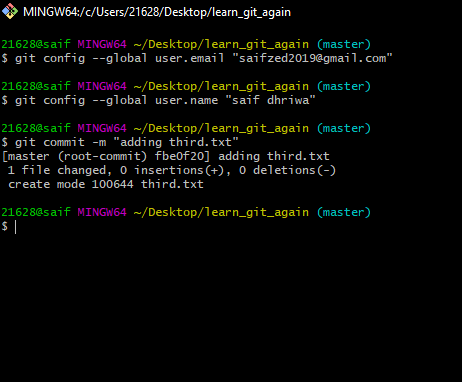 MINGW64:/c/Users/21628/Desktop/learn_git_again
21628@saif MINGW64 ~/Desktop/learn_git_again (master)
$ git config --global user.email "saifzed2019@gmail.com"
21628@saif MINGW64 ~/Desktop/learn_git_again (master)
$ git config --global user.name "saif dhriwa"
21628@saif MINGW64 ~/Desktop/learn_git_again (master)
$ git commit -m "adding third.txt"
[master (root-commit) fbe0f20] adding third.txt
 1 file changed, 0 insertions(+), 0 deletions(-)
 create mode 100644 third.txt
21628@saif MINGW64 ~/Desktop/learn_git_again (master)
$